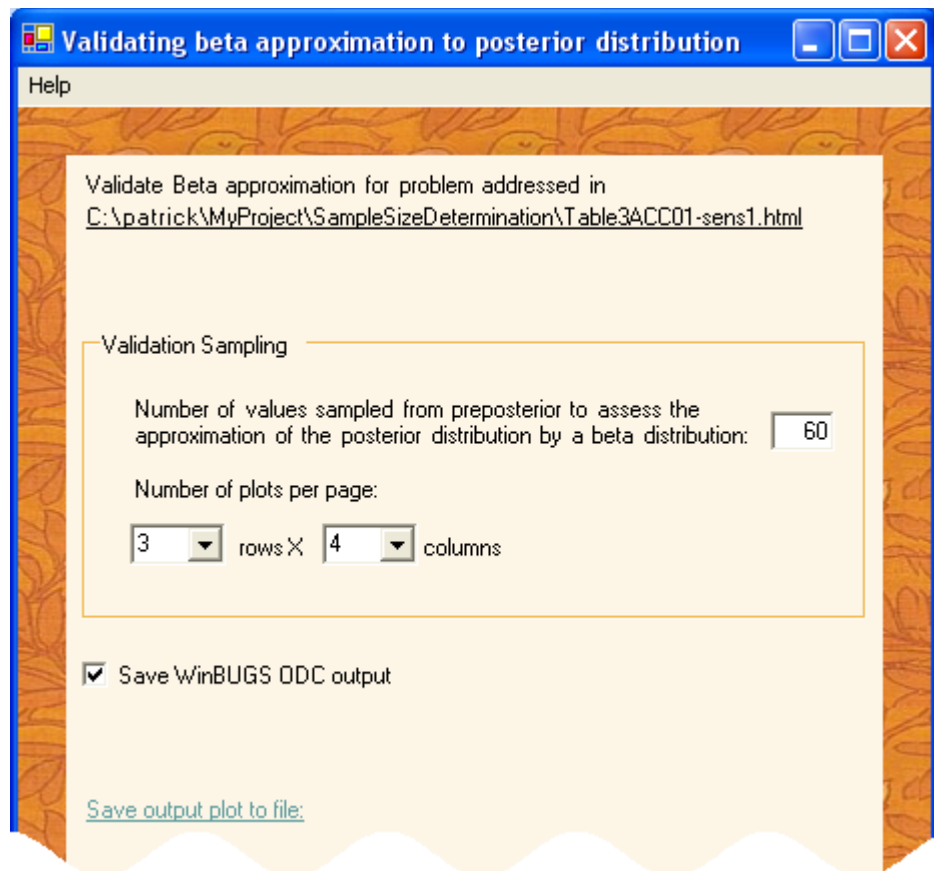 Validating beta approximation to posterior distribution
Help
Validate Beta approximation for problem addressed in
C:\patrick\MyProject\SampleSizeDetermination\Table3ACC01-sens1.html
Validation Sampling
Number of values sampled from preposterior to assess the
approximation of the posterior distribution by a beta distribution: 60
Number of plots per page:
3 rows X 4 columns
Save WinBUGS ODC output
Save output plot to file: